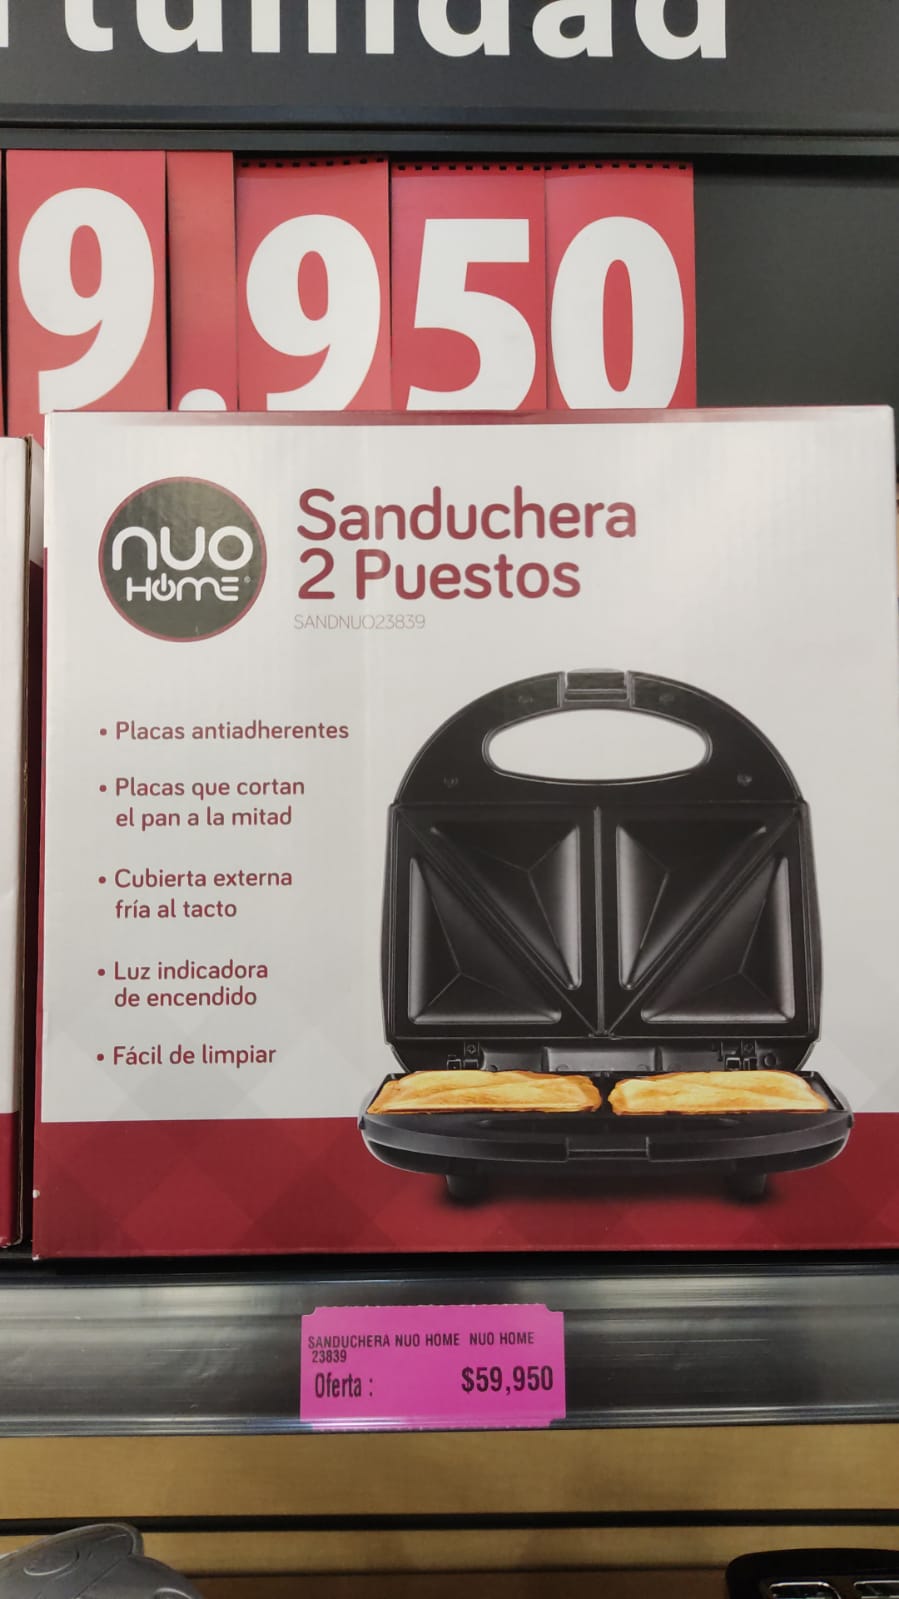 9.950
nuo
HOME
Sanduchera
2 Puestos
SANDNUO23839
• Placas antiadherentes
• Placas que cortan
el pan a la mitad
• Cubierta externa
fría al tacto
• Luz indicadora
de encendido
• Fácil de limpiar
SANDUCHERA NUO HOME NUO HOME
23839
Oferta : $59,950